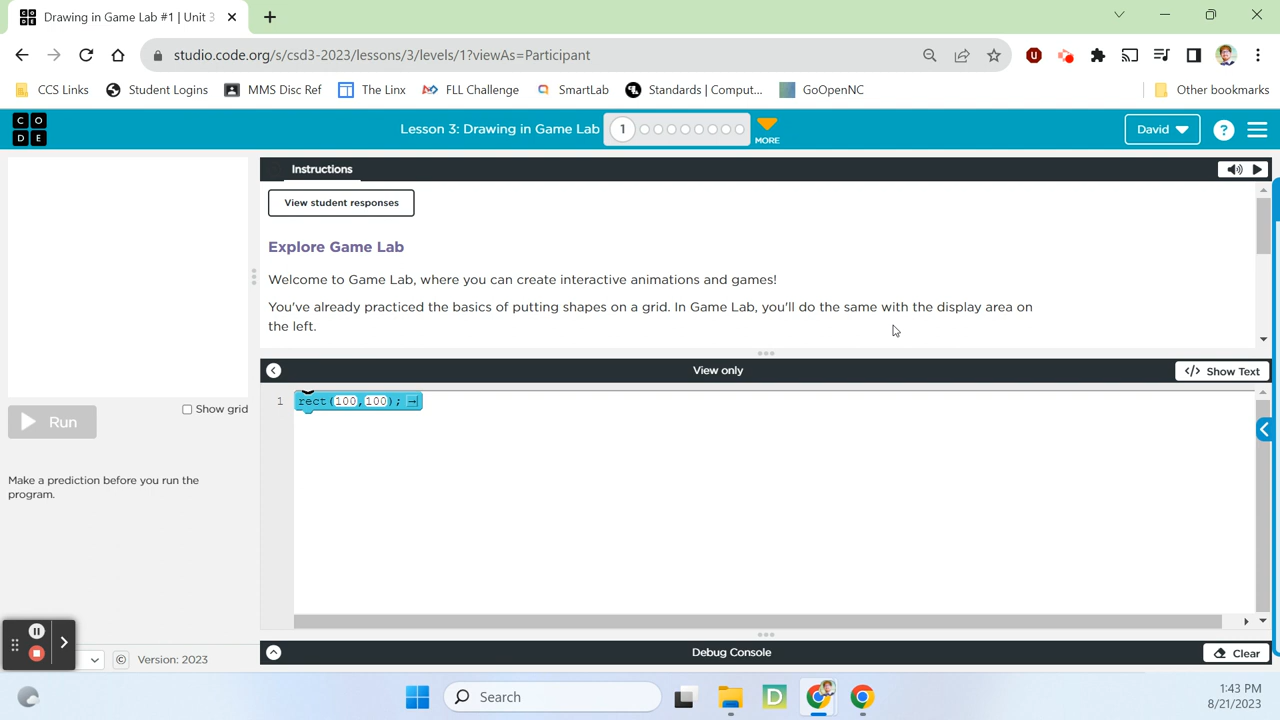 Drawing in Game Lab #1 | Unit 3
studio.code.org/s/csd3-2023/lessons/3/levels/1?viewAs=Participant
CCS Links
Student Logins
MMS Disc Ref
The Linx
FLL Challenge
SmartLab
Standards | Comput...
GoOpenNC
Other bookmarks
C O
D E
Lesson 3: Drawing in Game Lab
1
MORE
David
?
Instructions
View student responses
Explore Game Lab
Welcome to Game Lab, where you can create interactive animations and games!
You've already practiced the basics of putting shapes on a grid. In Game Lab, you'll do the same with the display area on
the left.
View only
</> Show Text
1 rect(100,100);
Run
Show grid
Make a prediction before you run the
program.
© Version: 2023
Debug Console
Clear
Search
D
1:43 PM
8/21/2023